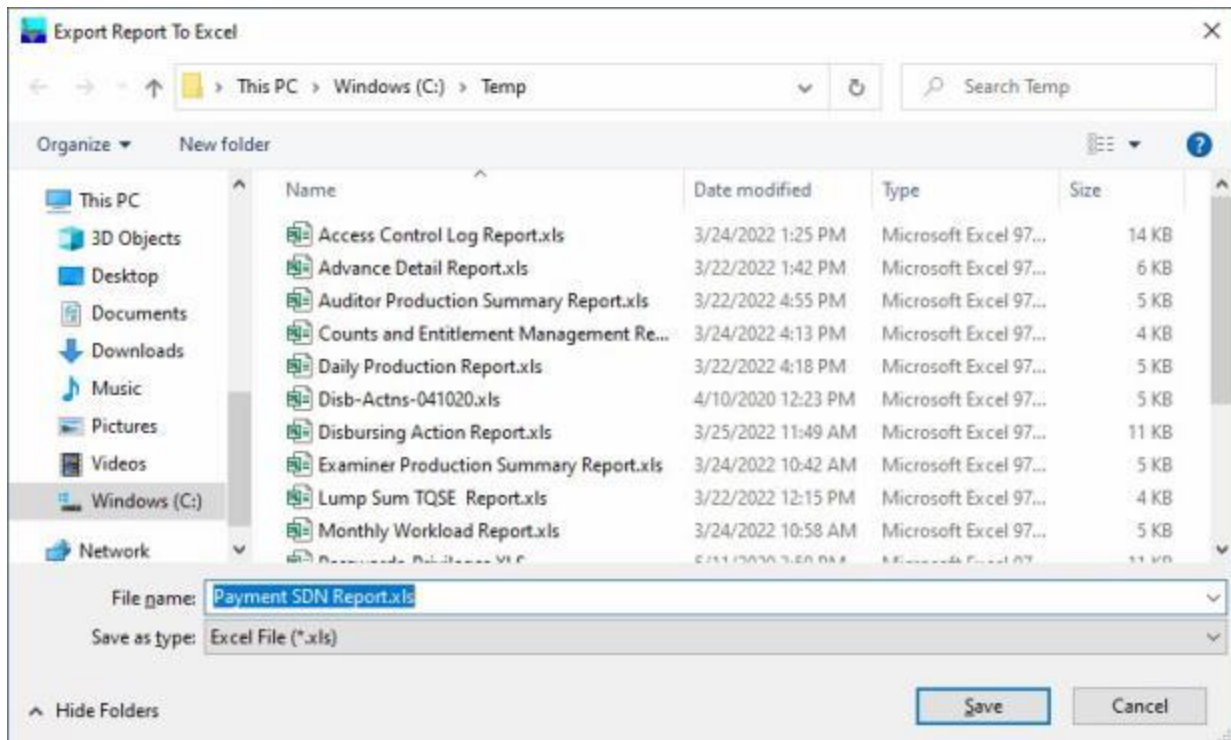 Export Report To Excel
This PC > Windows (C:) > Temp
Search Temp
Organize
New folder
Name Date modified Type Size
This PC
3D Objects
Desktop
Documents
Downloads
Music
Pictures
Videos
Windows (C:)
Network
Access Control Log Report.xls 3/24/2022 1:25 PM Microsoft Excel 97... 14 KB
Advance Detail Report.xls 3/22/2022 1:42 PM Microsoft Excel 97... 6 KB
Auditor Production Summary Report.xls 3/22/2022 4:55 PM Microsoft Excel 97... 5 KB
Counts and Entitlement Management Re... 3/24/2022 4:13 PM Microsoft Excel 97... 4 KB
Daily Production Report.xls 3/22/2022 4:18 PM Microsoft Excel 97... 5 KB
Disb-Actns-041020.xls 4/10/2020 12:23 PM Microsoft Excel 97... 5 KB
Disbursing Action Report.xls 3/25/2022 11:49 AM Microsoft Excel 97... 11 KB
Examiner Production Summary Report.xls 3/24/2022 10:42 AM Microsoft Excel 97... 5 KB
Lump Sum TQSE  Report.xls 3/22/2022 12:15 PM Microsoft Excel 97... 4 KB
Monthly Workload Report.xls 3/24/2022 10:58 AM Microsoft Excel 97... 5 KB
File name: Payment SDN Report.xls
Save as type: Excel File (*.xls)
Hide Folders
Save
Cancel